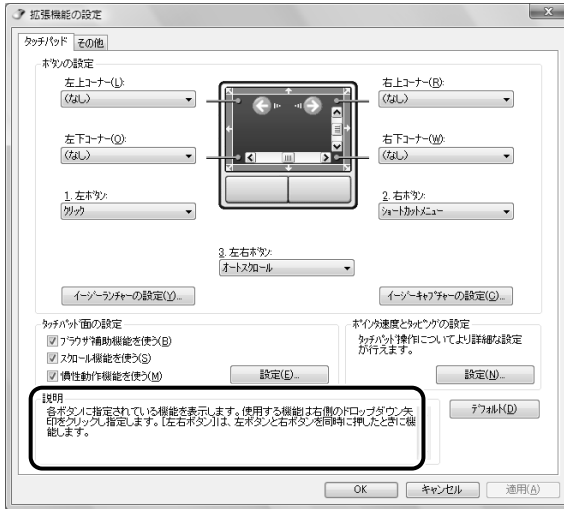 拡張機能の設定
タッチパッド その他
ボタンの設定
左上コーナー(L):
(なし)
右上コーナー(R):
(なし)
左下コーナー(O):
(なし)
右下コーナー(W):
(なし)
1. 左ボタン:
クリック
2. 右ボタン:
ショートカットメニュー
3. 左右ボタン:
オートスクロール
イージーランチャーの設定(Y)...
イージーキャプチャーの設定(C)...
タッチパッド面の設定
ブラウザ補助機能を使う(B)
スクロール機能を使う(S)
慣性動作機能を使う(M)
設定(E)...
ポインタ速度とタッピングの設定
タッチパッド操作についてより詳細な設定
が行えます。
設定(N)...
説明
各ボタンに指定されている機能を表示します。使用する機能は右側のドロップダウン矢
印をクリックし指定します。[左右ボタン]は、左ボタンと右ボタンを同時に押したときに機
能します。
デフォルト(D)
OK キャンセル 適用(A)